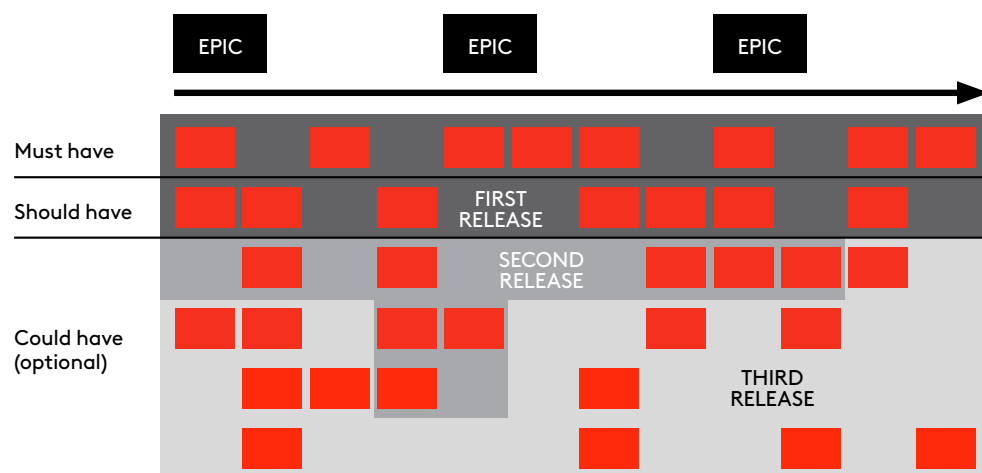 EPIC
EPIC
EPIC
Must have
Should have
FIRST
RELEASE
SECOND
RELEASE
Could have
(optional)
THIRD
RELEASE